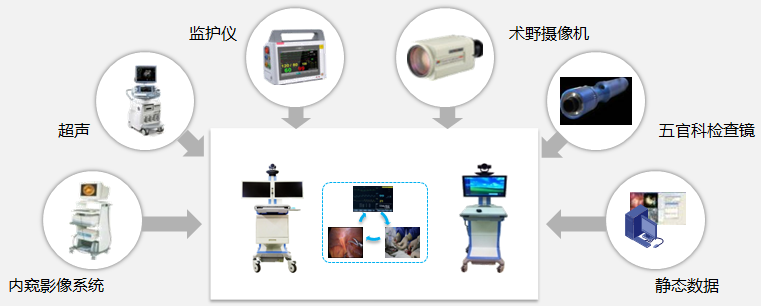 监护仪
术野摄像机
超声
五官科检查镜
内窥影像系统
静态数据